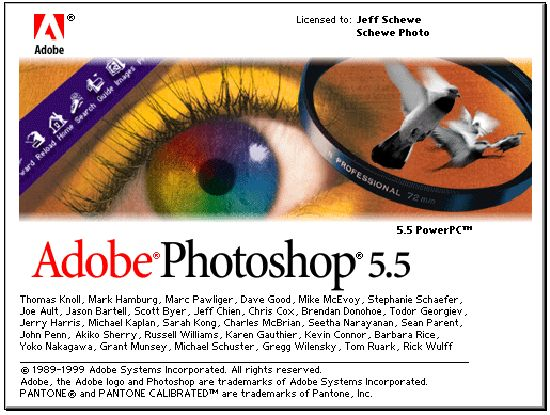 Adobe®
Licensed to: Jeff Schewe
Schewe Photo
ward Reload Home Search Guide Images
N PROFESSIONAL 72mm
5.5 PowerPC™
Adobe® Photoshop® 5.5
Thomas Knoll, Mark Hamburg, Marc Pawliger, Dave Good, Mike McEvoy, Stephanie Schaefer,
Joe Ault, Jason Bartell, Scott Byer, Jeff Chien, Chris Cox, Brendan Donohoe, Todor Georgiev,
Jerry Harris, Michael Kaplan, Sarah Kong, Charles McBrian, Seetha Narayanan, Sean Parent,
John Penn, Akiko Sherry, Russell Williams, Karen Gauthier, Kevin Connor, Barbara Rice,
Yoko Nakagawa, Grant Munsey, Michael Schuster, Gregg Wilensky, Tom Ruark, Rick Wulff
© 1989-1999 Adobe Systems Incorporated. All rights reserved.
Adobe, the Adobe logo and Photoshop are trademarks of Adobe Systems Incorporated.
PANTONE® and PANTONE CALIBRATED™ are trademarks of Pantone, Inc.